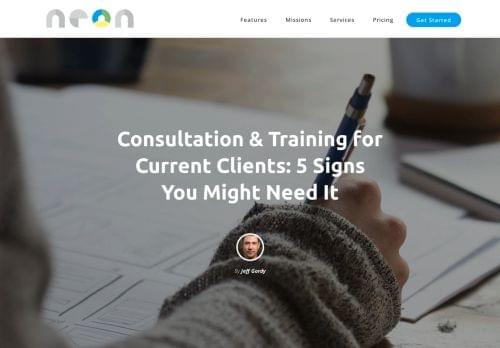 neon
Features
Missions
Services
Pricing
Get Started
Consultation & Training for
Current Clients: 5 Signs
You Might Need It
By Jeff Gordy